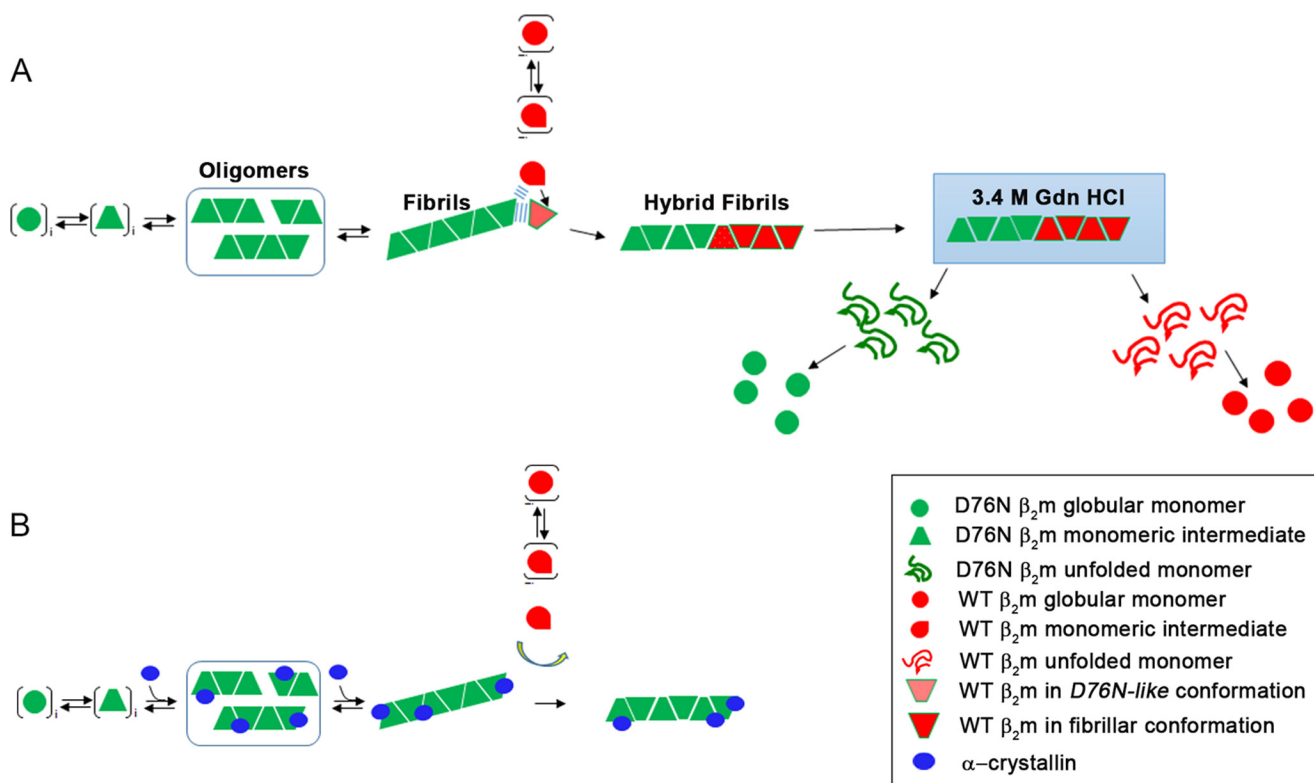 A
Oligomers
Fibrils
Hybrid Fibrils
3.4 M Gdn HCl
i
i
B
i
i
D76N β₂m globular monomer
D76N β₂m monomeric intermediate
D76N β₂m unfolded monomer
WT β₂m globular monomer
WT β₂m monomeric intermediate
WT β₂m unfolded monomer
WT β₂m in D76N-like conformation
WT β₂m in fibrillar conformation
α−crystallin